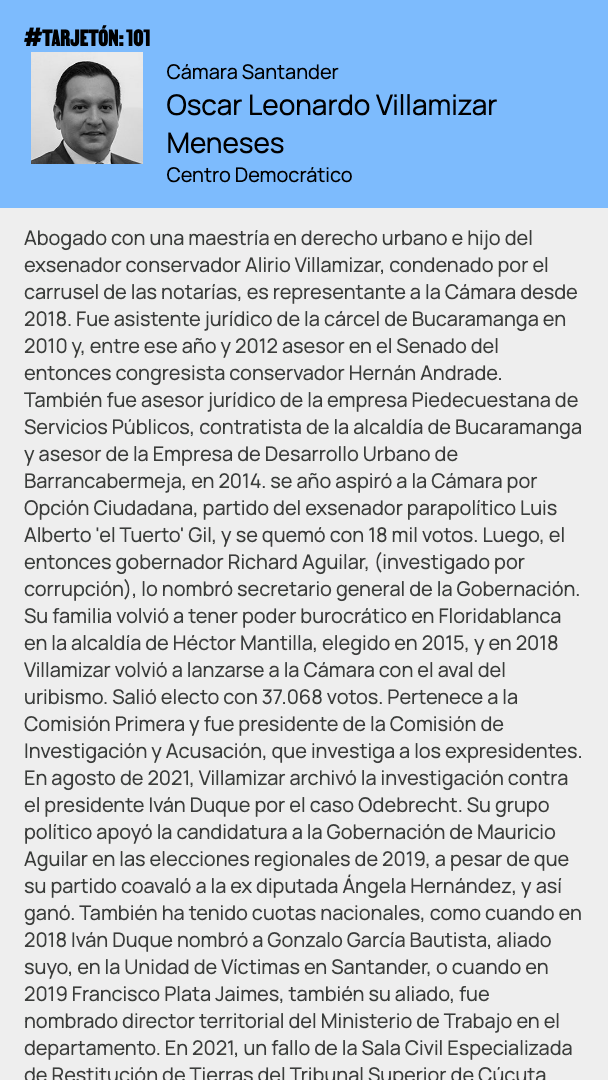 #TARJETÓN: 101
Cámara Santander
Oscar Leonardo Villamizar
Meneses
Centro Democrático
Abogado con una maestría en derecho urbano e hijo del
exsenador conservador Alirio Villamizar, condenado por el
carrusel de las notarías, es representante a la Cámara desde
2018. Fue asistente jurídico de la cárcel de Bucaramanga en
2010 y, entre ese año y 2012 asesor en el Senado del
entonces congresista conservador Hernán Andrade.
También fue asesor jurídico de la empresa Piedecuestana de
Servicios Públicos, contratista de la alcaldía de Bucaramanga
y asesor de la Empresa de Desarrollo Urbano de
Barrancabermeja, en 2014. se año aspiró a la Cámara por
Opción Ciudadana, partido del exsenador parapolítico Luis
Alberto 'el Tuerto' Gil, y se quemó con 18 mil votos. Luego, el
entonces gobernador Richard Aguilar, (investigado por
corrupción), lo nombró secretario general de la Gobernación.
Su familia volvió a tener poder burocrático en Floridablanca
en la alcaldía de Héctor Mantilla, elegido en 2015, y en 2018
Villamizar volvió a lanzarse a la Cámara con el aval del
uribismo. Salió electo con 37.068 votos. Pertenece a la
Comisión Primera y fue presidente de la Comisión de
Investigación y Acusación, que investiga a los expresidentes.
En agosto de 2021, Villamizar archivó la investigación contra
el presidente Iván Duque por el caso Odebrecht. Su grupo
político apoyó la candidatura a la Gobernación de Mauricio
Aguilar en las elecciones regionales de 2019, a pesar de que
su partido coavaló a la ex diputada Ángela Hernández, y así
ganó. También ha tenido cuotas nacionales, como cuando en
2018 Iván Duque nombró a Gonzalo García Bautista, aliado
suyo, en la Unidad de Víctimas en Santander, o cuando en
2019 Francisco Plata Jaimes, también su aliado, fue
nombrado director territorial del Ministerio de Trabajo en el
departamento. En 2021, un fallo de la Sala Civil Especializada
de Restitución de Tierras del Tribunal Superior de Cúcuta